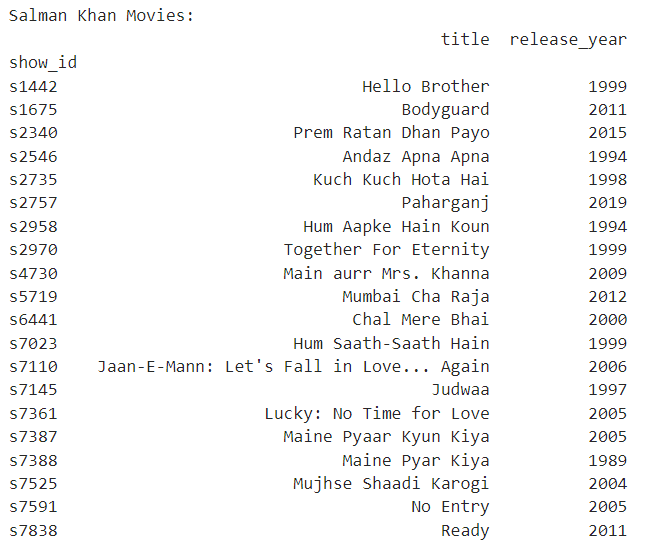 Salman Khan Movies:
title release_year
show_id
s1442 Hello Brother 1999
s1675 Bodyguard 2011
s2340 Prem Ratan Dhan Payo 2015
s2546 Andaz Apna Apna 1994
s2735 Kuch Kuch Hota Hai 1998
s2757 Paharganj 2019
s2958 Hum Aapke Hain Koun 1994
s2970 Together For Eternity 1999
s4730 Main aurr Mrs. Khanna 2009
s5719 Mumbai Cha Raja 2012
s6441 Chal Mere Bhai 2000
s7023 Hum Saath-Saath Hain 1999
s7110 Jaan-E-Mann: Let's Fall in Love... Again 2006
s7145 Judwaa 1997
s7361 Lucky: No Time for Love 2005
s7387 Maine Pyaar Kyun Kiya 2005
s7388 Maine Pyar Kiya 1989
s7525 Mujhse Shaadi Karogi 2004
s7591 No Entry 2005
s7838 Ready 2011